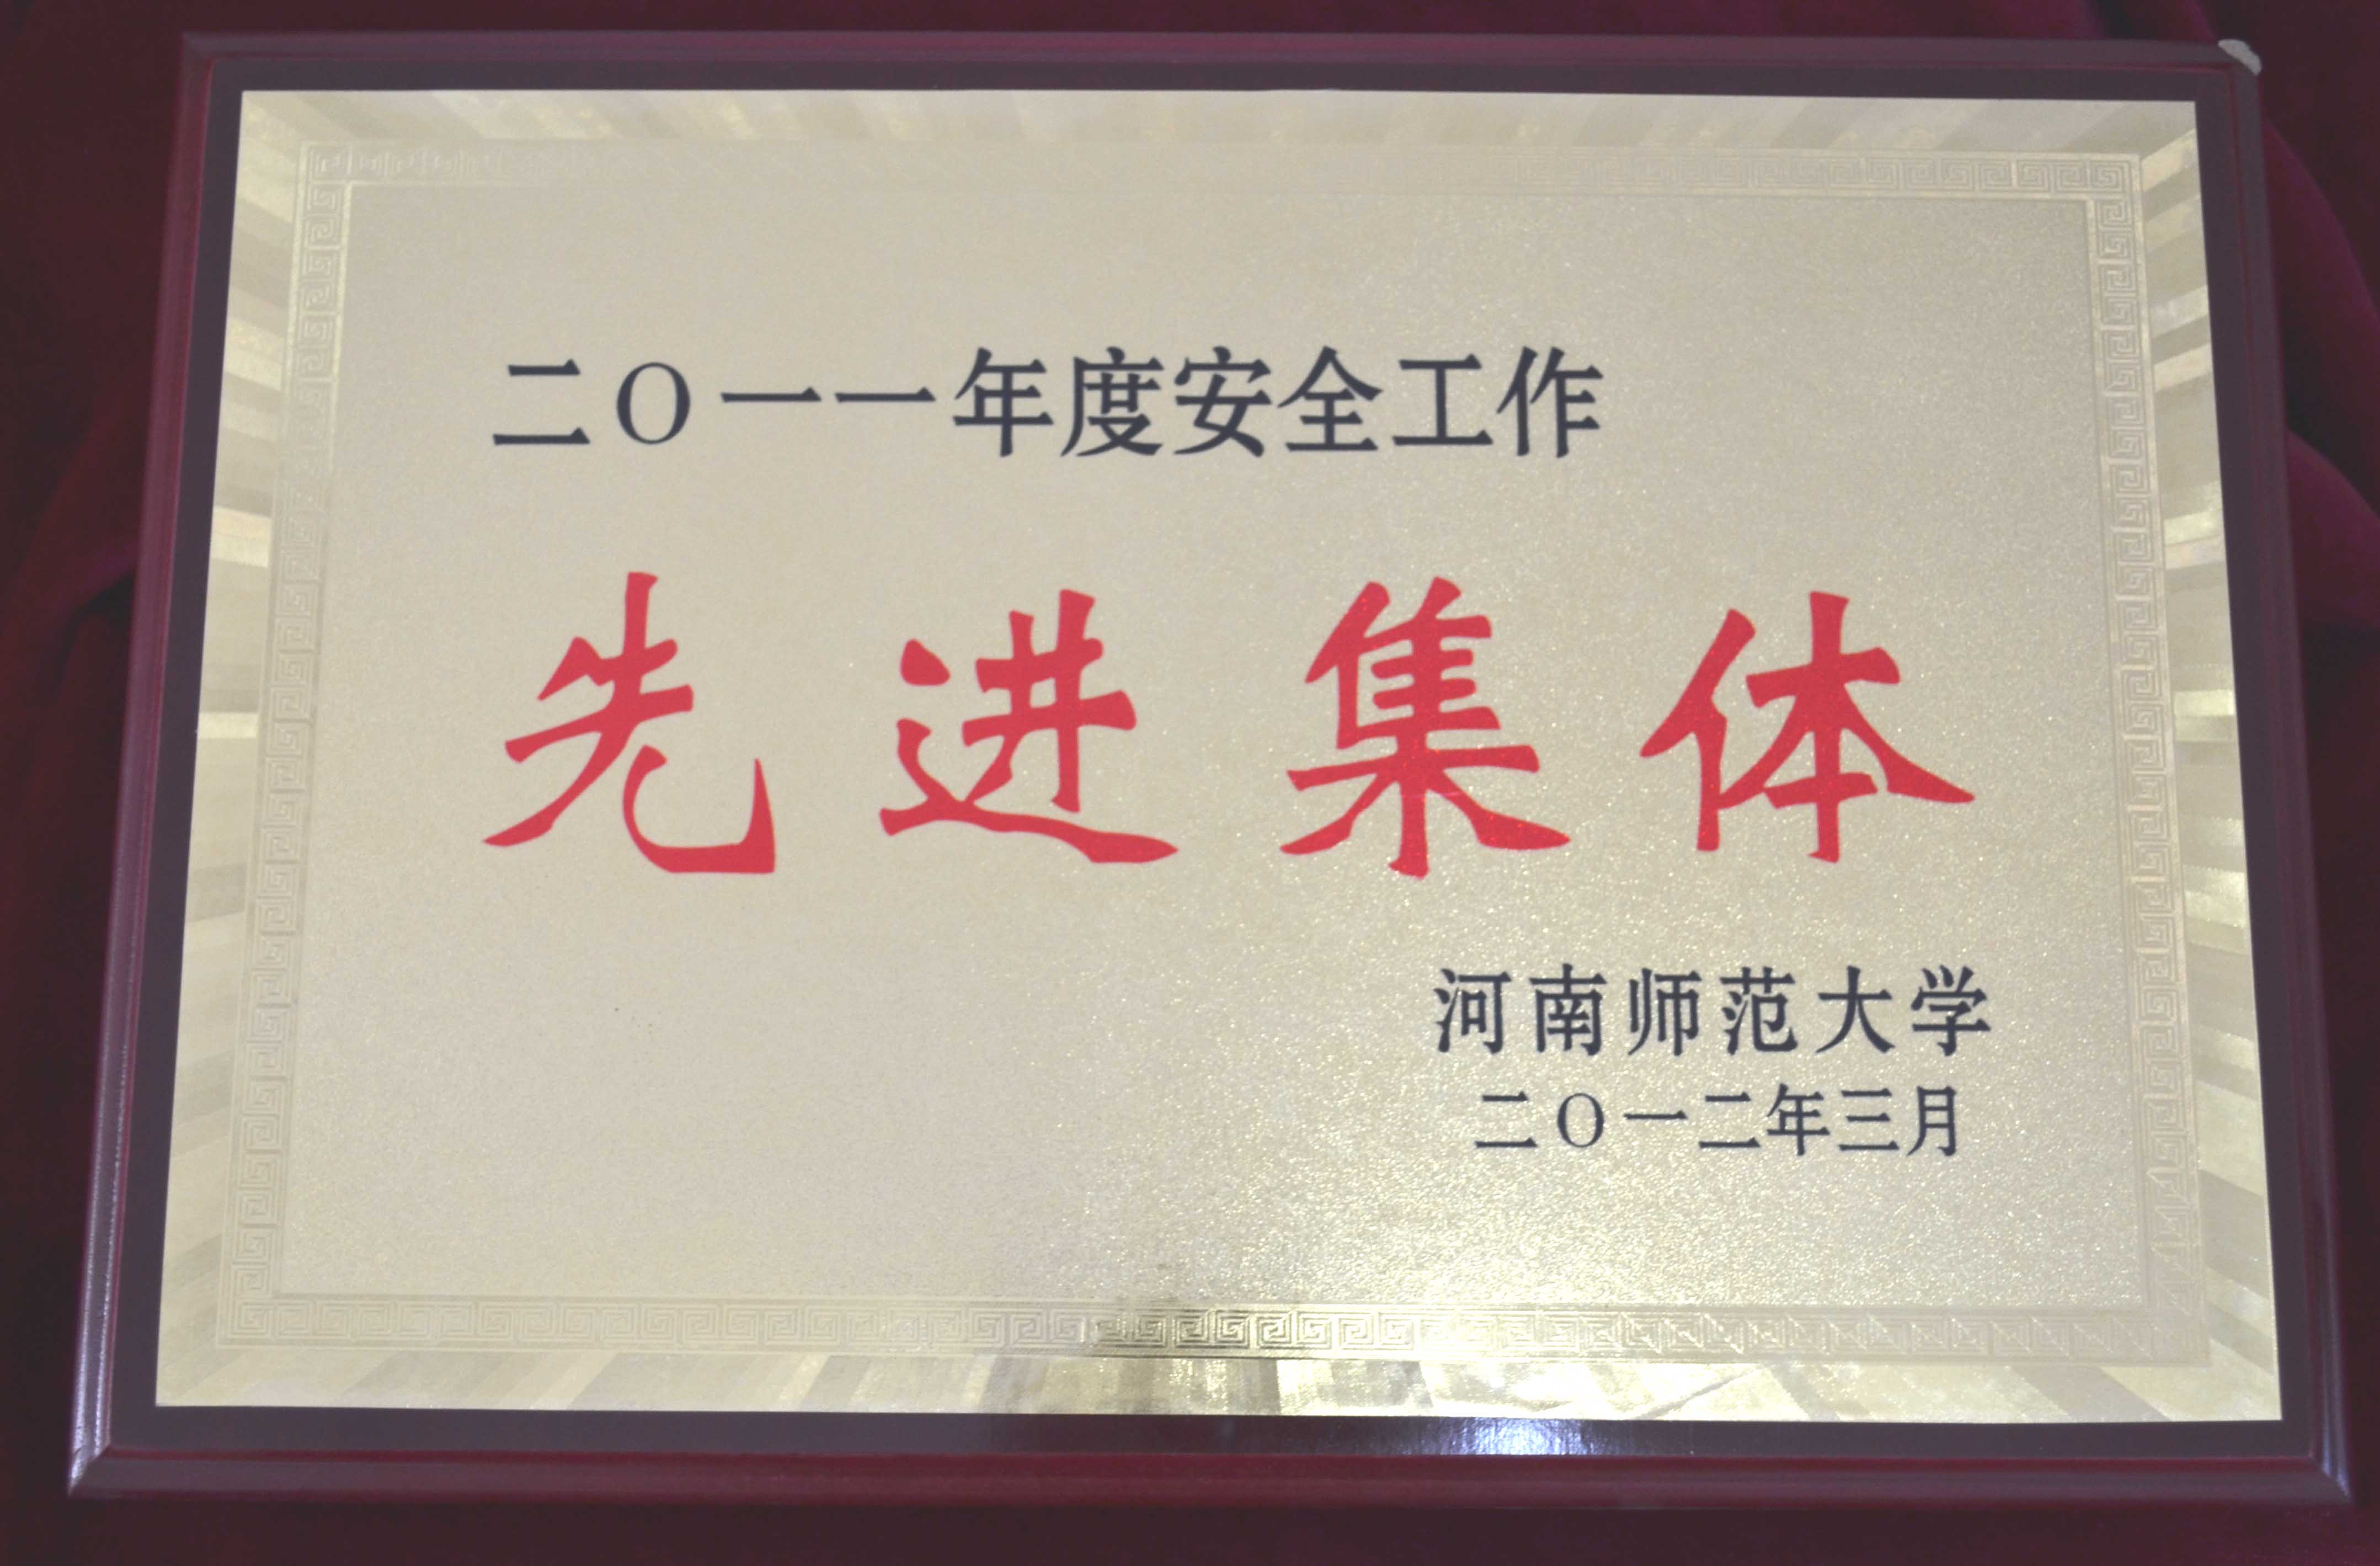 二〇一一年度安全工作
先进集体
河南师范大学
二〇一二年三月